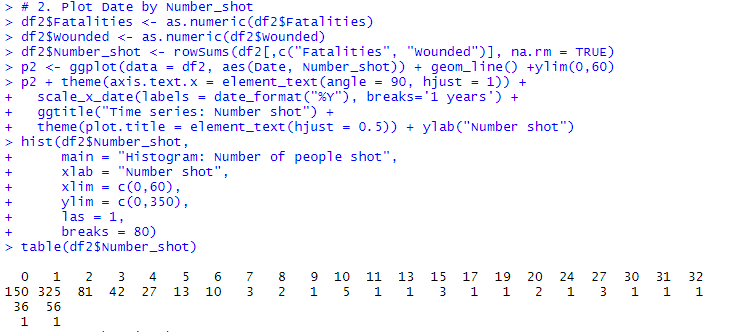 > # 2. Plot Date by Number_shot
> df2$Fatalities <- as.numeric(df2$Fatalities)
> df2$Wounded <- as.numeric(df2$Wounded)
> df2$Number_shot <- rowSums(df2[,c("Fatalities", "Wounded")], na.rm = TRUE)
> p2 <- ggplot(data = df2, aes(Date, Number_shot)) + geom_line() +ylim(0,60)
> p2 + theme(axis.text.x = element_text(angle = 90, hjust = 1)) +
+   scale_x_date(labels = date_format("%Y"), breaks='1 years') +
+   ggtitle("Time series: Number shot") +
+   theme(plot.title = element_text(hjust = 0.5)) + ylab("Number shot")
> hist(df2$Number_shot,
+      main = "Histogram: Number of people shot",
+      xlab = "Number shot",
+      xlim = c(0,60),
+      ylim = c(0,350),
+      las = 1,
+      breaks = 80)
> table(df2$Number_shot)
  0   1   2   3   4   5   6   7   8   9  10  11  13  15  17  19  20  24  27  30  31  32
150 325  81  42  27  13  10   3   2   1   5   1   1   3   1   1   2   1   3   1   1   1
 36  56
  1   1